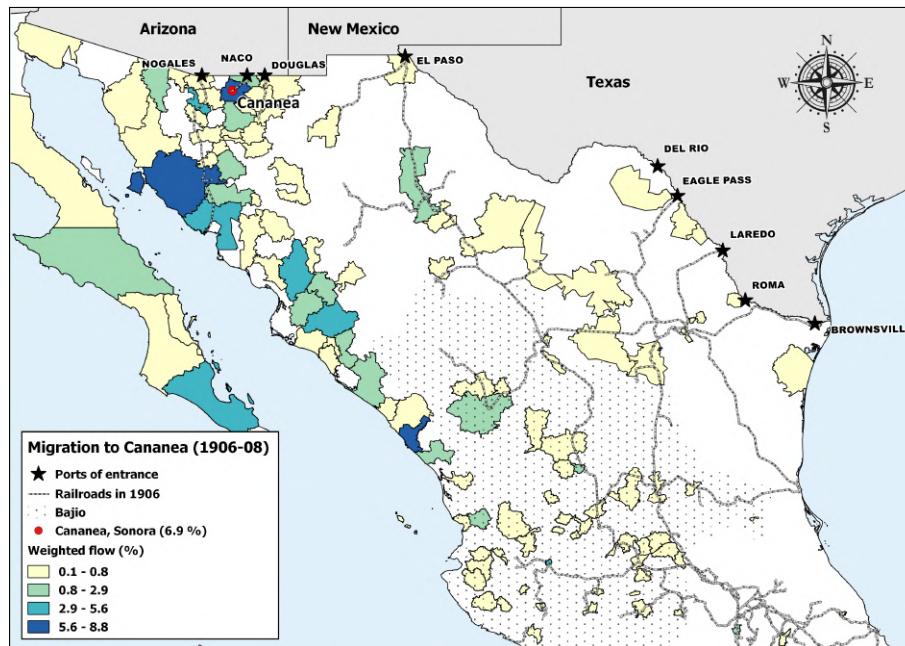 Arizona
New Mexico
NOGALES
NACO
DOUGLAS
EL PASO
Cananea
Texas
N
W
E
S
DEL RIO
EAGLE PASS
LAREDO
ROMA
BROWNSVILL
Migration to Cananea (1906-08)
Ports of entrance
Railroads in 1906
Bajio
Cananea, Sonora (6.9 %)
Weighted flow (%)
0.1 - 0.8
0.8 - 2.9
2.9 - 5.6
5.6 - 8.8